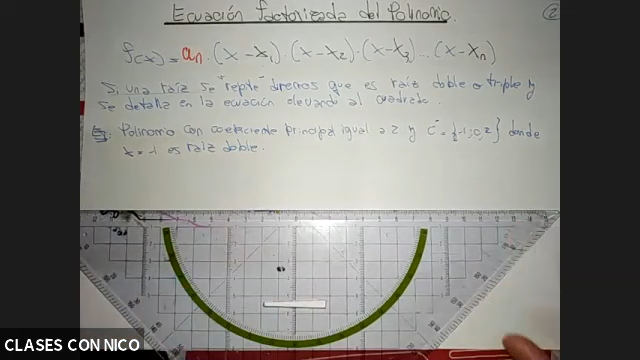 Ecuación factorizada del Polinomio.
2
f(x) = an · (x - x1) · (x - x2) · (x - x3) ... (x - xn)
Si una raíz se "repite" diremos que es raíz doble o triple y
se detalla en la ecuación elevando al cuadrado.
Ej: Polinomio con coeficiente principal igual a 2 y C° = {-1; 0; 2} donde
x = -1 es raíz doble.
CLASES CON NICO